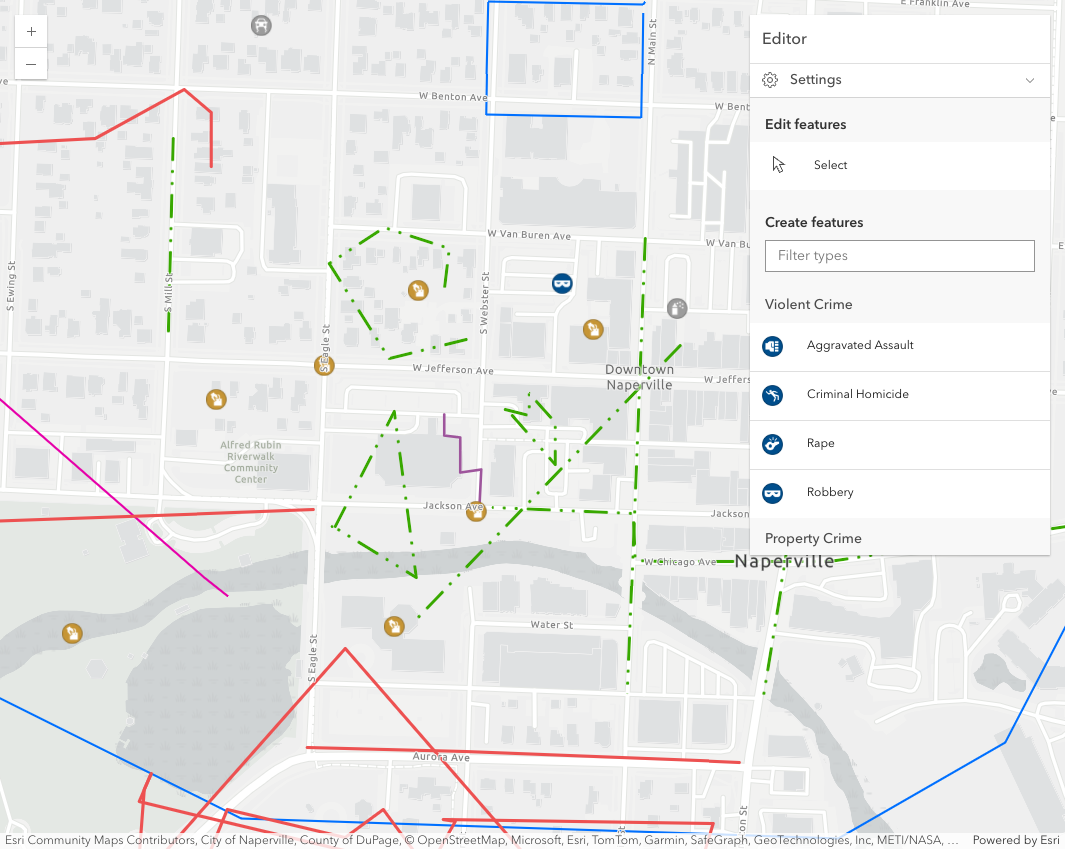 E Franklin Ave
N Main St
Editor
Settings
W Benton Ave
W Bent
Edit features
Select
Create features
Filter types
W Van Buren Ave
W Van Bu
S Ewing St
S Mill St
S Webster St
S Eagle St
Violent Crime
Aggravated Assault
Downtown
Naperville
W Jefferson Ave
W Jeffers
Criminal Homicide
Rape
Alfred Rubin
Riverwalk
Community
Center
Robbery
Jackson Ave
Jackson
Property Crime
W Chicago Ave
Naperville
Water St
S Eagle St
Aurora Ave
on St
Esri Community Maps Contributors, City of Naperville, County of DuPage, © OpenStreetMap, Microsoft, Esri, TomTom, Garmin, SafeGraph, GeoTechnologies, Inc, METI/NASA, ...
Powered by Esri